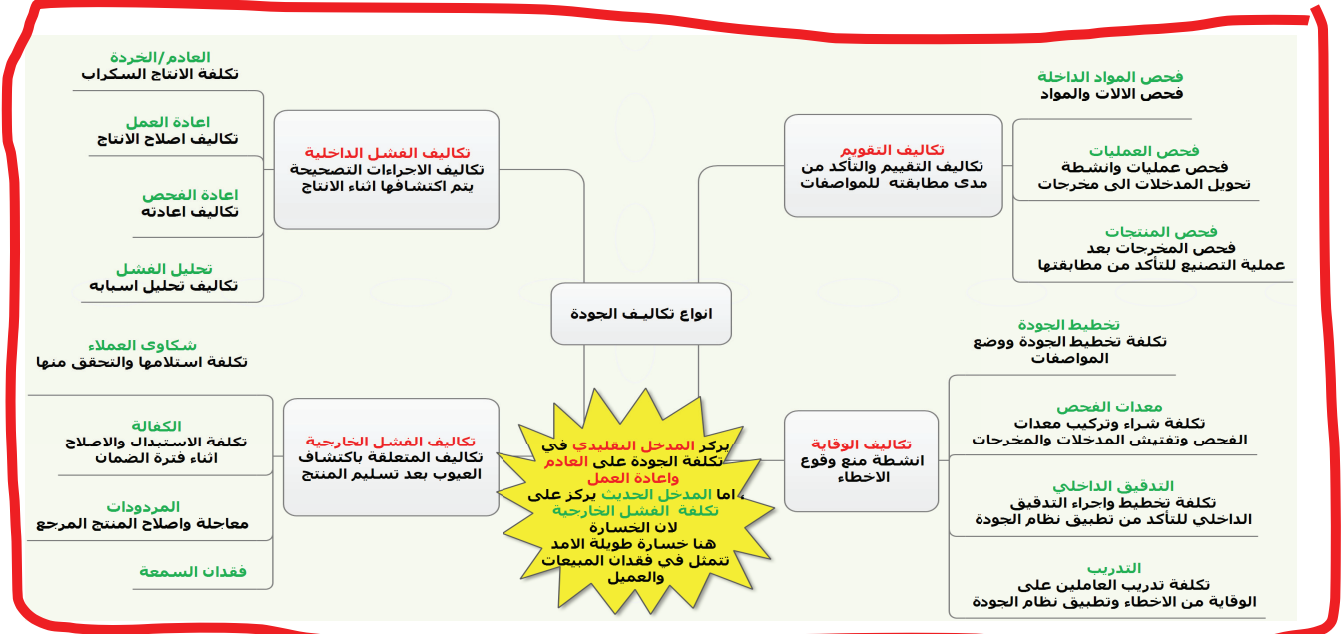 انواع تكاليف الجودة
تكاليف التقويم
تكاليف التقييم والتأكد من
مدى مطابقته للمواصفات
فحص المواد الداخلة
فحص الالات والمواد
فحص العمليات
فحص عمليات وانشطة
تحويل المدخلات الى مخرجات
فحص المنتجات
فحص المخرجات بعد
عملية التصنيع للتأكد من مطابقتها
تكاليف الوقاية
انشطة منع وقوع
الاخطاء
تخطيط الجودة
تكلفة تخطيط الجودة ووضع
المواصفات
معدات الفحص
تكلفة شراء وتركيب معدات
الفحص وتفتيش المدخلات والمخرجات
التدقيق الداخلي
تكلفة تخطيط واجراء التدقيق
الداخلي للتأكد من تطبيق نظام الجودة
التدريب
تكلفة تدريب العاملين على
الوقاية من الاخطاء وتطبيق نظام الجودة
تكاليف الفشل الداخلية
تكاليف الاجراءات التصحيحة
يتم اكتشافها اثناء الانتاج
العادم/الخردة
تكلفة الانتاج السكراب
اعادة العمل
تكاليف اصلاح الانتاج
اعادة الفحص
تكاليف اعادته
تحليل الفشل
تكاليف تحليل اسبابه
تكاليف الفشل الخارجية
تكاليف المتعلقة باكتشاف
العيوب بعد تسليم المنتج
شكاوى العملاء
تكلفة استلامها والتحقق منها
الكفالة
تكلفة الاستبدال والاصلاح
اثناء فترة الضمان
المردودات
معاجلة واصلاح المنتج المرجع
فقدان السمعة
يركز المدخل التقليدي في
تكلفة الجودة على العادم
واعادة العمل
، اما المدخل الحديث يركز على
تكلفة الفشل الخارجية
لان الخسارة
هنا خسارة طويلة الامد
تتمثل في فقدان المبيعات
والعميل